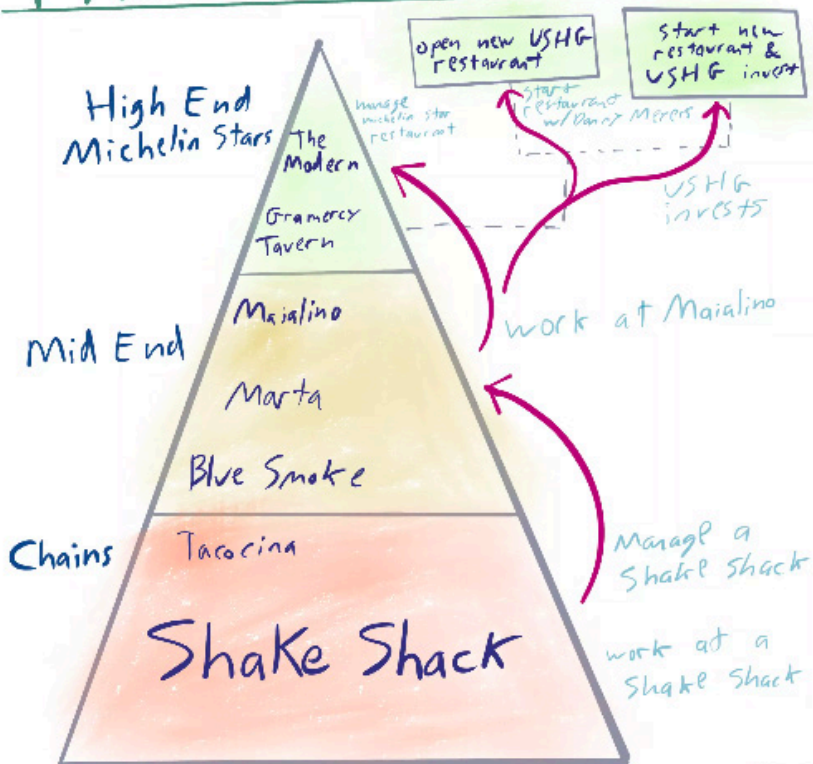 open new USHG
restaurant
start new
restaurant &
USHG invest
High End
Michelin Stars
manage
michelin star
restaurant
start
restaurant
w/Danny Meyers
The
Modern
Gramercy
Tavern
USHG
invests
Mid End
Maialino
Marta
Blue Smoke
work at Maialino
Chains
Tacocina
Shake Shack
Manage a
Shake Shack
work at a
Shake Shack